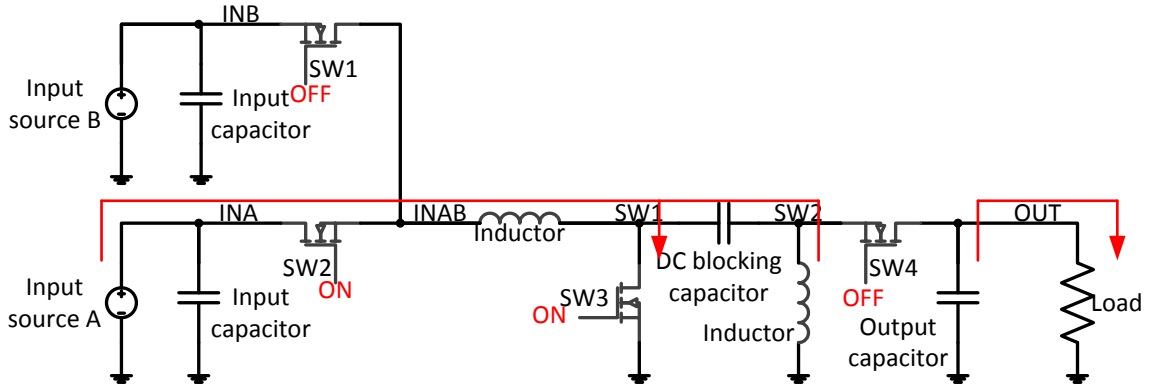 INB
SW1
OFF
Input
source B
Input
capacitor
INA
INAB
SW1
SW2
OUT
Inductor
SW2
ON
Input
source A
Input
capacitor
SW3
ON
DC blocking
capacitor
Inductor
SW4
OFF
Output
capacitor
Load